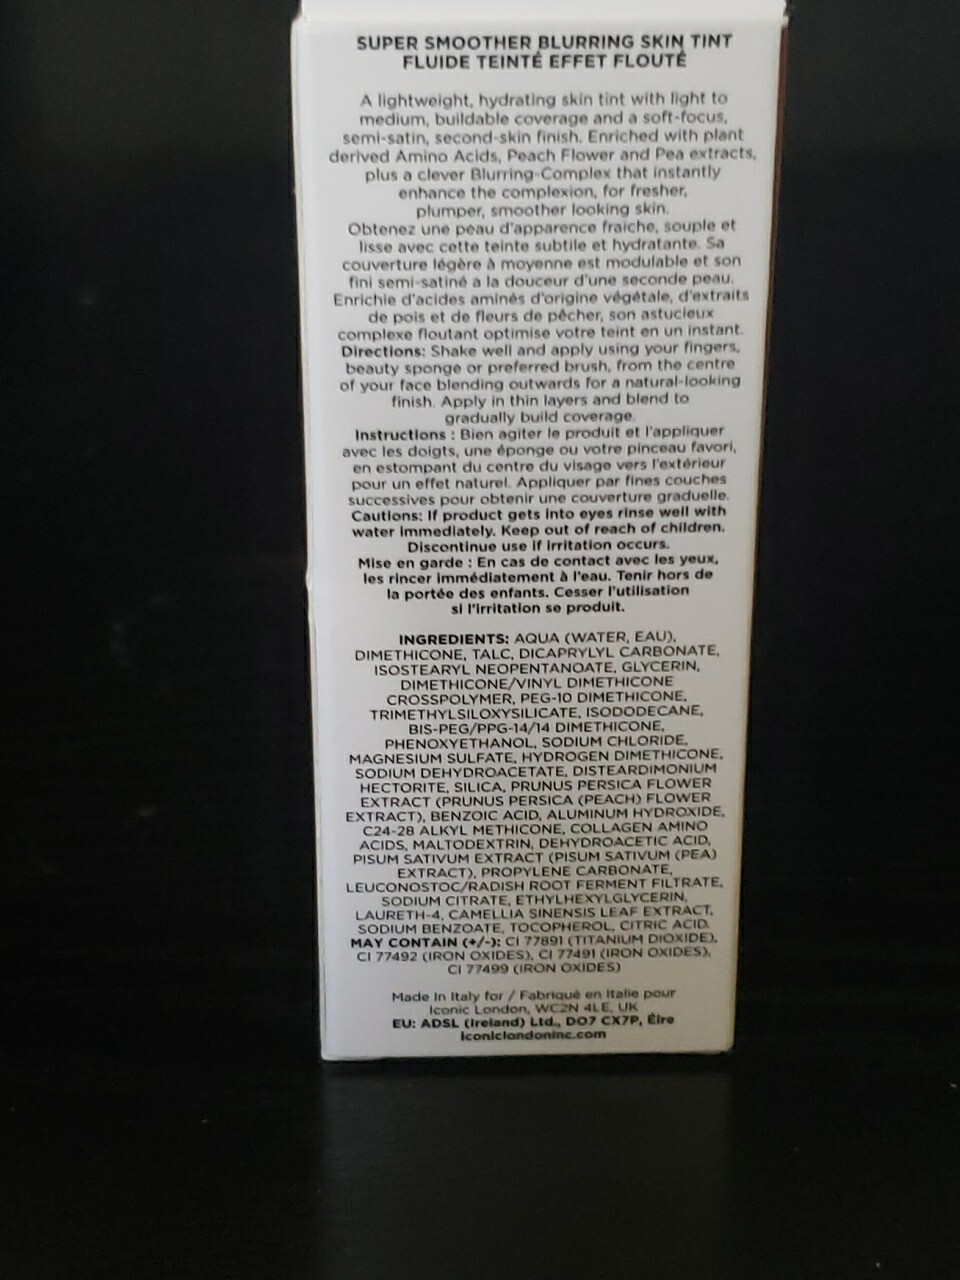 SUPER SMOOTHER BLURRING SKIN TINT
FLUIDE TEINTÉ EFFET FLOUTÉ
A lightweight, hydrating skin tint with light to
medium, buildable coverage and a soft-focus,
semi-satin, second-skin finish. Enriched with plant
derived Amino Acids, Peach Flower and Pea extracts,
plus a clever Blurring-Complex that instantly
enhance the complexion, for fresher,
plumper, smoother looking skin.
Obtenez une peau d'apparence fraîche, souple et
lisse avec cette teinte subtile et hydratante. Sa
couverture légère à moyenne est modulable et son
fini semi-satiné a la douceur d'une seconde peau.
Enrichie d'acides aminés d'origine végétale, d'extraits
de pois et de fleurs de pêcher, son astucieux
complexe floutant optimise votre teint en un instant.
Directions: Shake well and apply using your fingers,
beauty sponge or preferred brush, from the centre
of your face blending outwards for a natural-looking
finish. Apply in thin layers and blend to
gradually build coverage.
Instructions : Bien agiter le produit et l'appliquer
avec les doigts, une éponge ou votre pinceau favori,
en estompant du centre du visage vers l'extérieur
pour un effet naturel. Appliquer par fines couches
successives pour obtenir une couverture graduelle.
Cautions: If product gets into eyes rinse well with
water immediately. Keep out of reach of children.
Discontinue use if irritation occurs.
Mise en garde : En cas de contact avec les yeux,
les rincer immédiatement à l'eau. Tenir hors de
la portée des enfants. Cesser l'utilisation
si l'irritation se produit.
INGREDIENTS: AQUA (WATER, EAU),
DIMETHICONE, TALC, DICAPRYLYL CARBONATE,
ISOSTEARYL NEOPENTANOATE, GLYCERIN,
DIMETHICONE/VINYL DIMETHICONE
CROSSPOLYMER, PEG-10 DIMETHICONE,
TRIMETHYLSILOXYSILICATE, ISODODECANE,
BIS-PEG/PPG-14/14 DIMETHICONE,
PHENOXYETHANOL, SODIUM CHLORIDE,
MAGNESIUM SULFATE, HYDROGEN DIMETHICONE,
SODIUM DEHYDROACETATE, DISTEARDIMONIUM
HECTORITE, SILICA, PRUNUS PERSICA FLOWER
EXTRACT (PRUNUS PERSICA (PEACH) FLOWER
EXTRACT), BENZOIC ACID, ALUMINUM HYDROXIDE,
C24-28 ALKYL METHICONE, COLLAGEN AMINO
ACIDS, MALTODEXTRIN, DEHYDROACETIC ACID,
PISUM SATIVUM EXTRACT (PISUM SATIVUM (PEA)
EXTRACT), PROPYLENE CARBONATE,
LEUCONOSTOC/RADISH ROOT FERMENT FILTRATE,
SODIUM CITRATE, ETHYLHEXYLGLYCERIN,
LAURETH-4, CAMELLIA SINENSIS LEAF EXTRACT,
SODIUM BENZOATE, TOCOPHEROL, CITRIC ACID.
MAY CONTAIN (+/-): CI 77891 (TITANIUM DIOXIDE),
CI 77492 (IRON OXIDES), CI 77491 (IRON OXIDES),
CI 77499 (IRON OXIDES)
Made In Italy for / Fabriqué en Italie pour
Iconic London, WC2N 4LE, UK
EU: ADSL (Ireland) Ltd., DO7 CX7P, Éire
iconiclondoninc.com